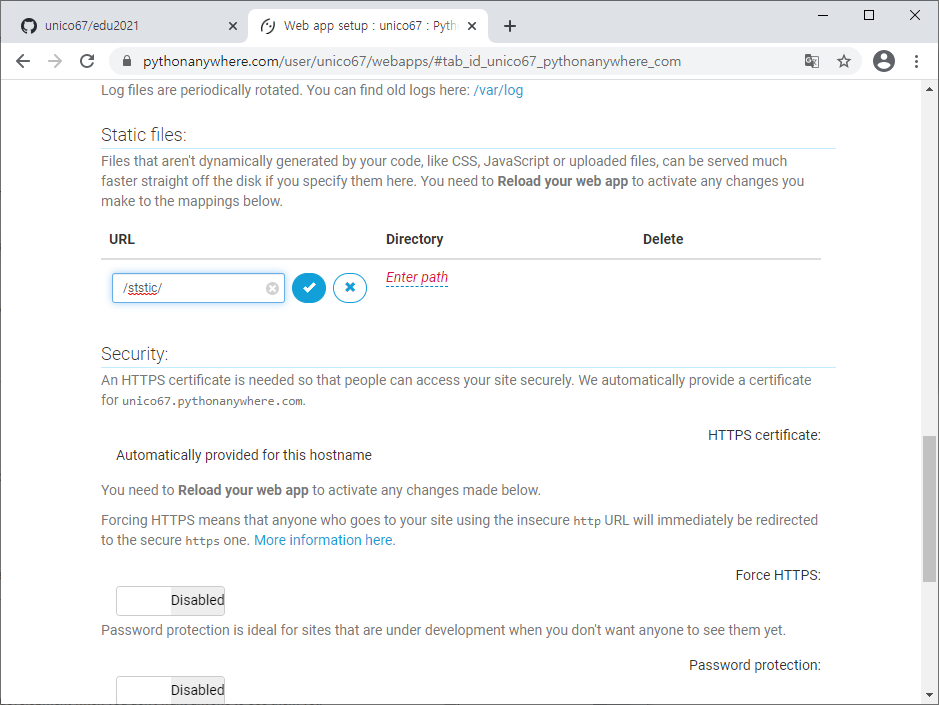 unico67/edu2021
Web app setup : unico67 : Pyth
pythonanywhere.com/user/unico67/webapps/#tab_id_unico67_pythonanywhere_com
Log files are periodically rotated. You can find old logs here: /var/log
Static files:
Files that aren't dynamically generated by your code, like CSS, JavaScript or uploaded files, can be served much
faster straight off the disk if you specify them here. You need to Reload your web app to activate any changes you
make to the mappings below.
URL Directory Delete
/ststic/ Enter path
Security:
An HTTPS certificate is needed so that people can access your site securely. We automatically provide a certificate
for unico67.pythonanywhere.com.
HTTPS certificate:
Automatically provided for this hostname
You need to Reload your web app to activate any changes made below.
Forcing HTTPS means that anyone who goes to your site using the insecure http URL will immediately be redirected
to the secure https one. More information here.
Force HTTPS:
Disabled
Password protection is ideal for sites that are under development when you don't want anyone to see them yet.
Password protection:
Disabled